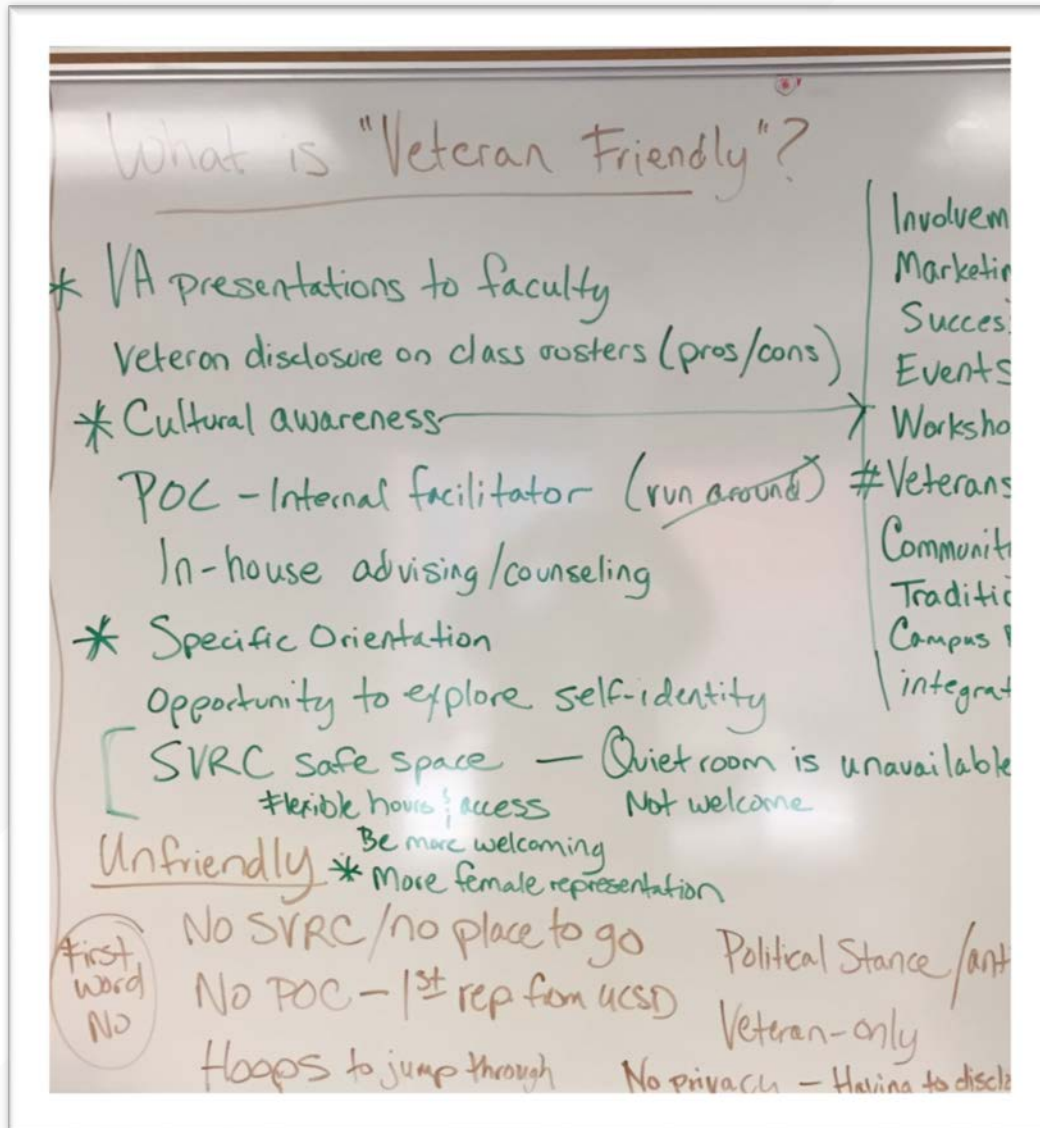 What is "Veteran Friendly"?
* VA presentations to faculty
Veteran disclosure on class rosters (pros/cons)
* Cultural awareness
POC - Internal facilitator (run around)
In-house advising/counseling
* Specific Orientation
Opportunity to explore self-identity
SVRC safe space — Quiet room is unavailable
Flexible hours & access Not welcome
Be more welcoming
* More female representation
Involvem
Marketin
Succes
Events
Worksho
#Veterans
Communit
Traditio
Campus
integrat
Unfriendly
First
word
No
No SVRC/no place to go
No POC - 1st rep from UCSD
Hoops to jump through
Political Stance/ant
Veteran-only
No privacy - Having to discl